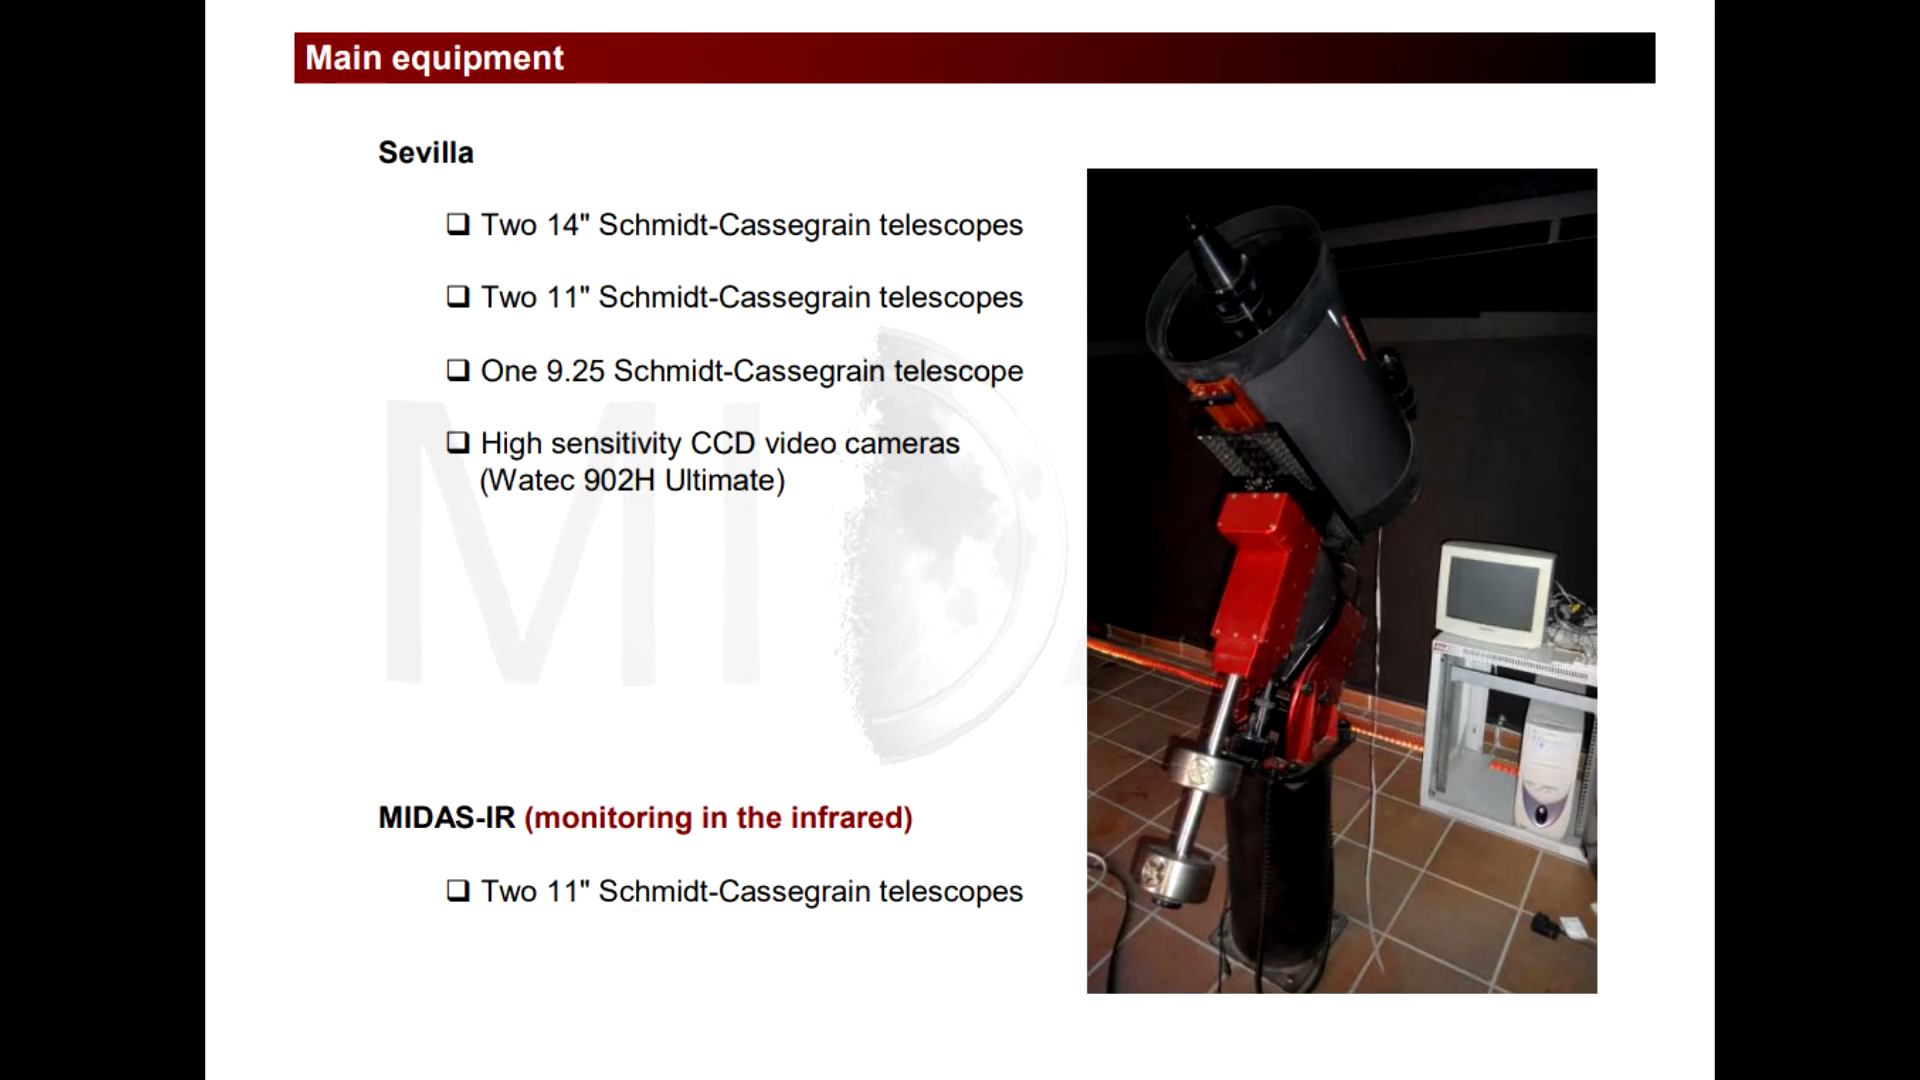 Main equipment
Sevilla
❑ Two 14" Schmidt-Cassegrain telescopes
❑ Two 11" Schmidt-Cassegrain telescopes
❑ One 9.25 Schmidt-Cassegrain telescope
❑ High sensitivity CCD video cameras
(Watec 902H Ultimate)
MID
MIDAS-IR (monitoring in the infrared)
❑ Two 11" Schmidt-Cassegrain telescopes